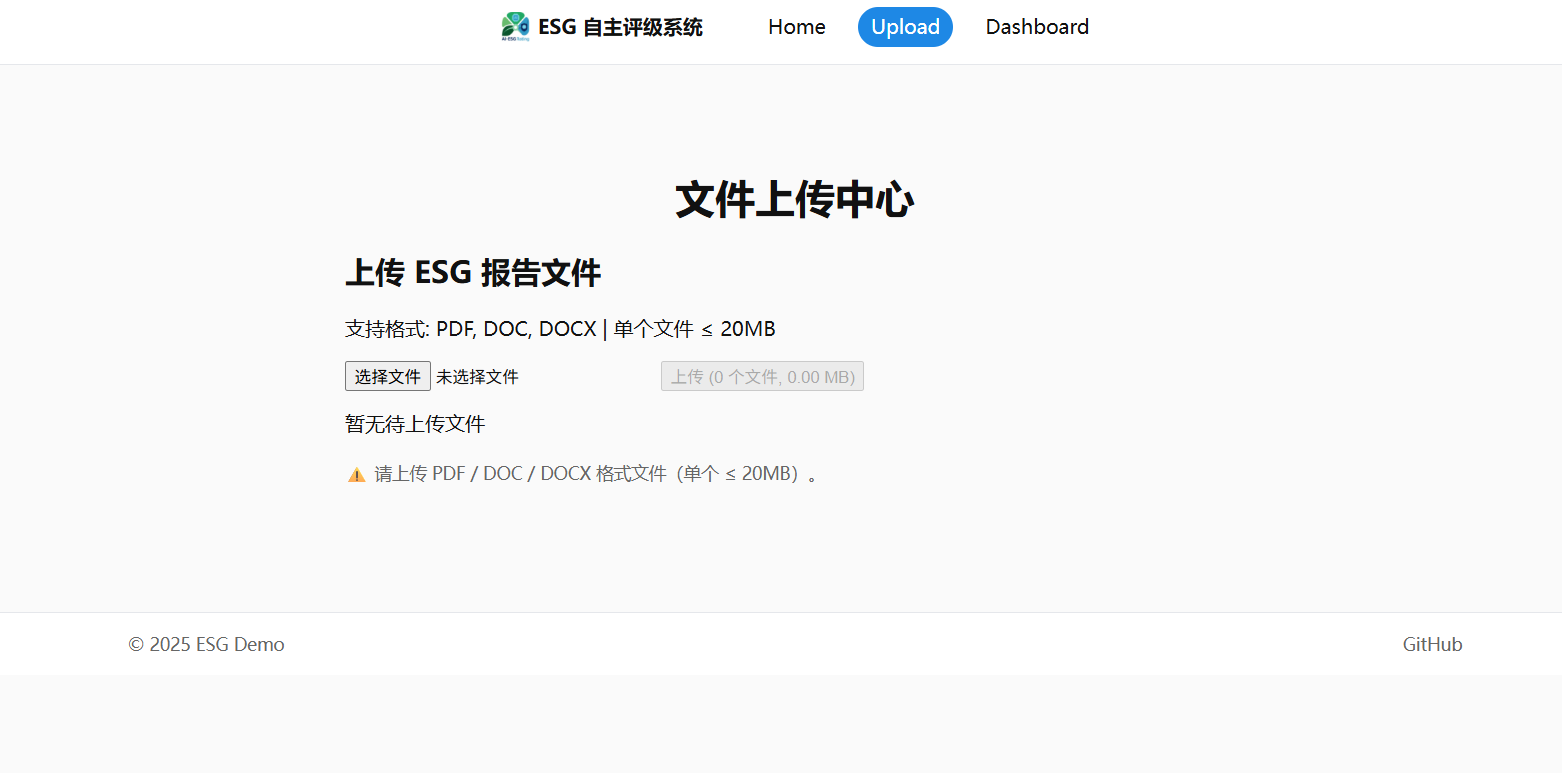 ESG 自主评级系统 Home Upload Dashboard
文件上传中心
上传 ESG 报告文件
支持格式: PDF, DOC, DOCX | 单个文件 ≤ 20MB
选择文件 未选择文件 上传 (0 个文件, 0.00 MB)
暂无待上传文件
请上传 PDF / DOC / DOCX 格式文件（单个 ≤ 20MB）。
© 2025 ESG Demo GitHub